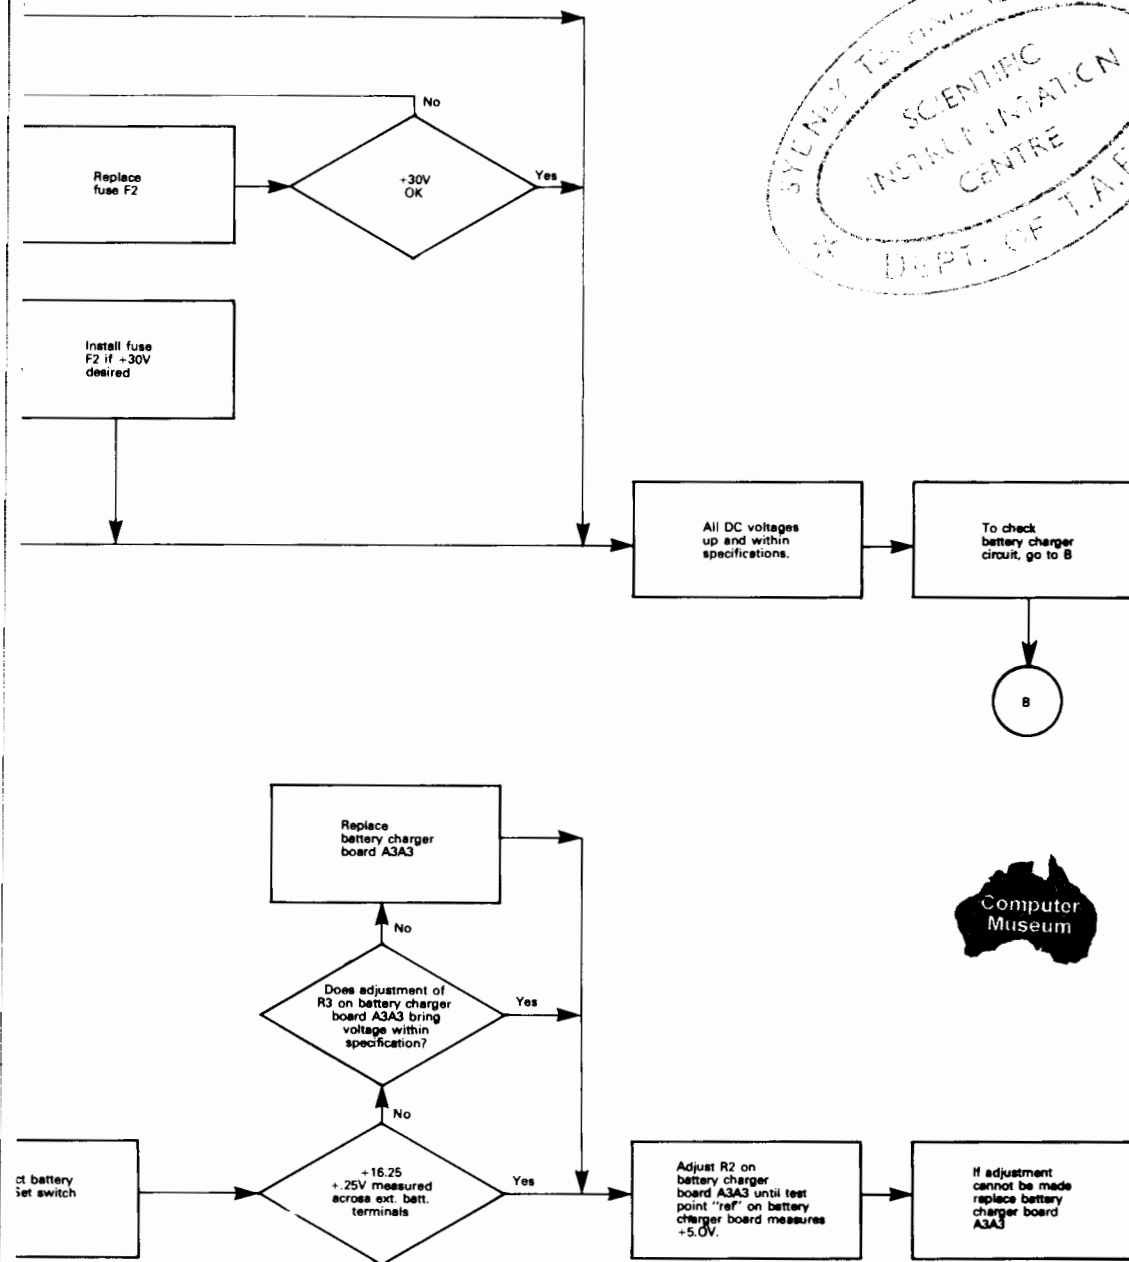 SYDNEY
SCIENTIFIC
INSTRUMENTATION
CENTRE
DEPT. OF T.A.F.
No
Replace
fuse F2
+30V
OK
Yes
Install fuse
F2 if +30V
desired
All DC voltages
up and within
specifications.
To check
battery charger
circuit, go to B
B
Replace
battery charger
board A3A3
Computer
Museum
No
Does adjustment of
R3 on battery charger
board A3A3 bring
voltage within
specification?
Yes
No
ct battery
Set switch
+16.25
+.25V measured
across ext. batt.
terminals
Yes
Adjust R2 on
battery charger
board A3A3 until test
point "ref" on battery
charger board measures
+5.0V.
If adjustment
cannot be made
replace battery
charger board
A3A3